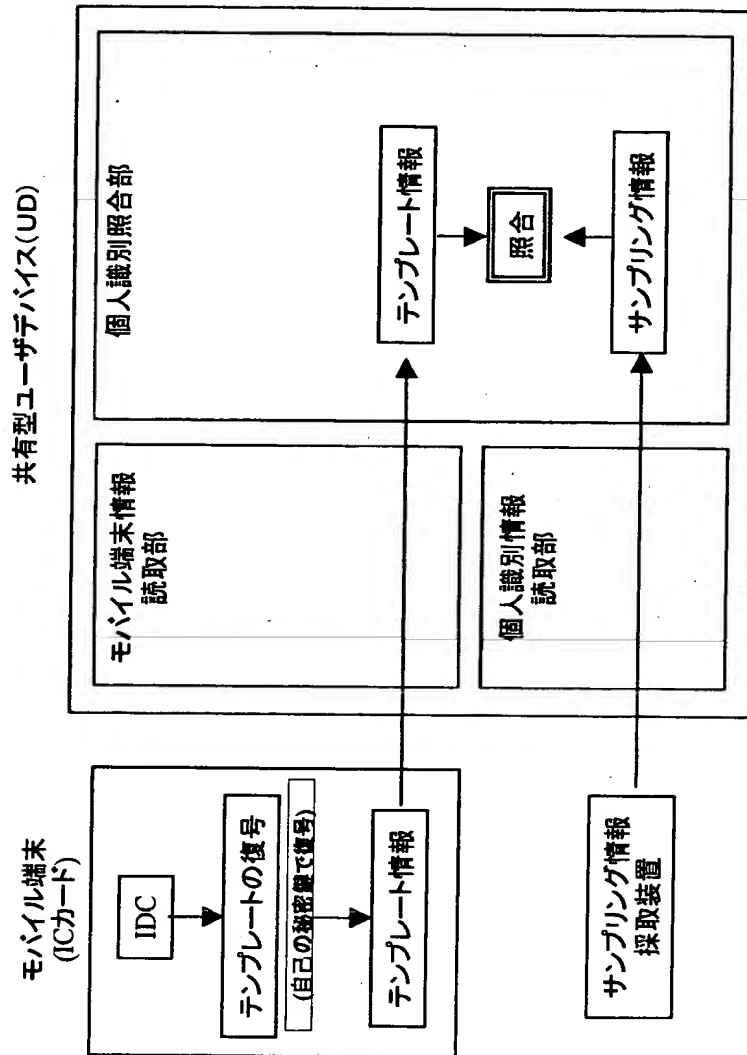 共有型ユーザデバイス(UD)
モバイル端末
(ICカード)
IDC
テンプレートの復号
(自己の秘密鍵で復号)
テンプレート情報
モバイル端末情報
読取部
個人識別照合部
テンプレート情報
照合
サンプリング情報
個人識別情報
読取部
サンプリング情報
採取装置